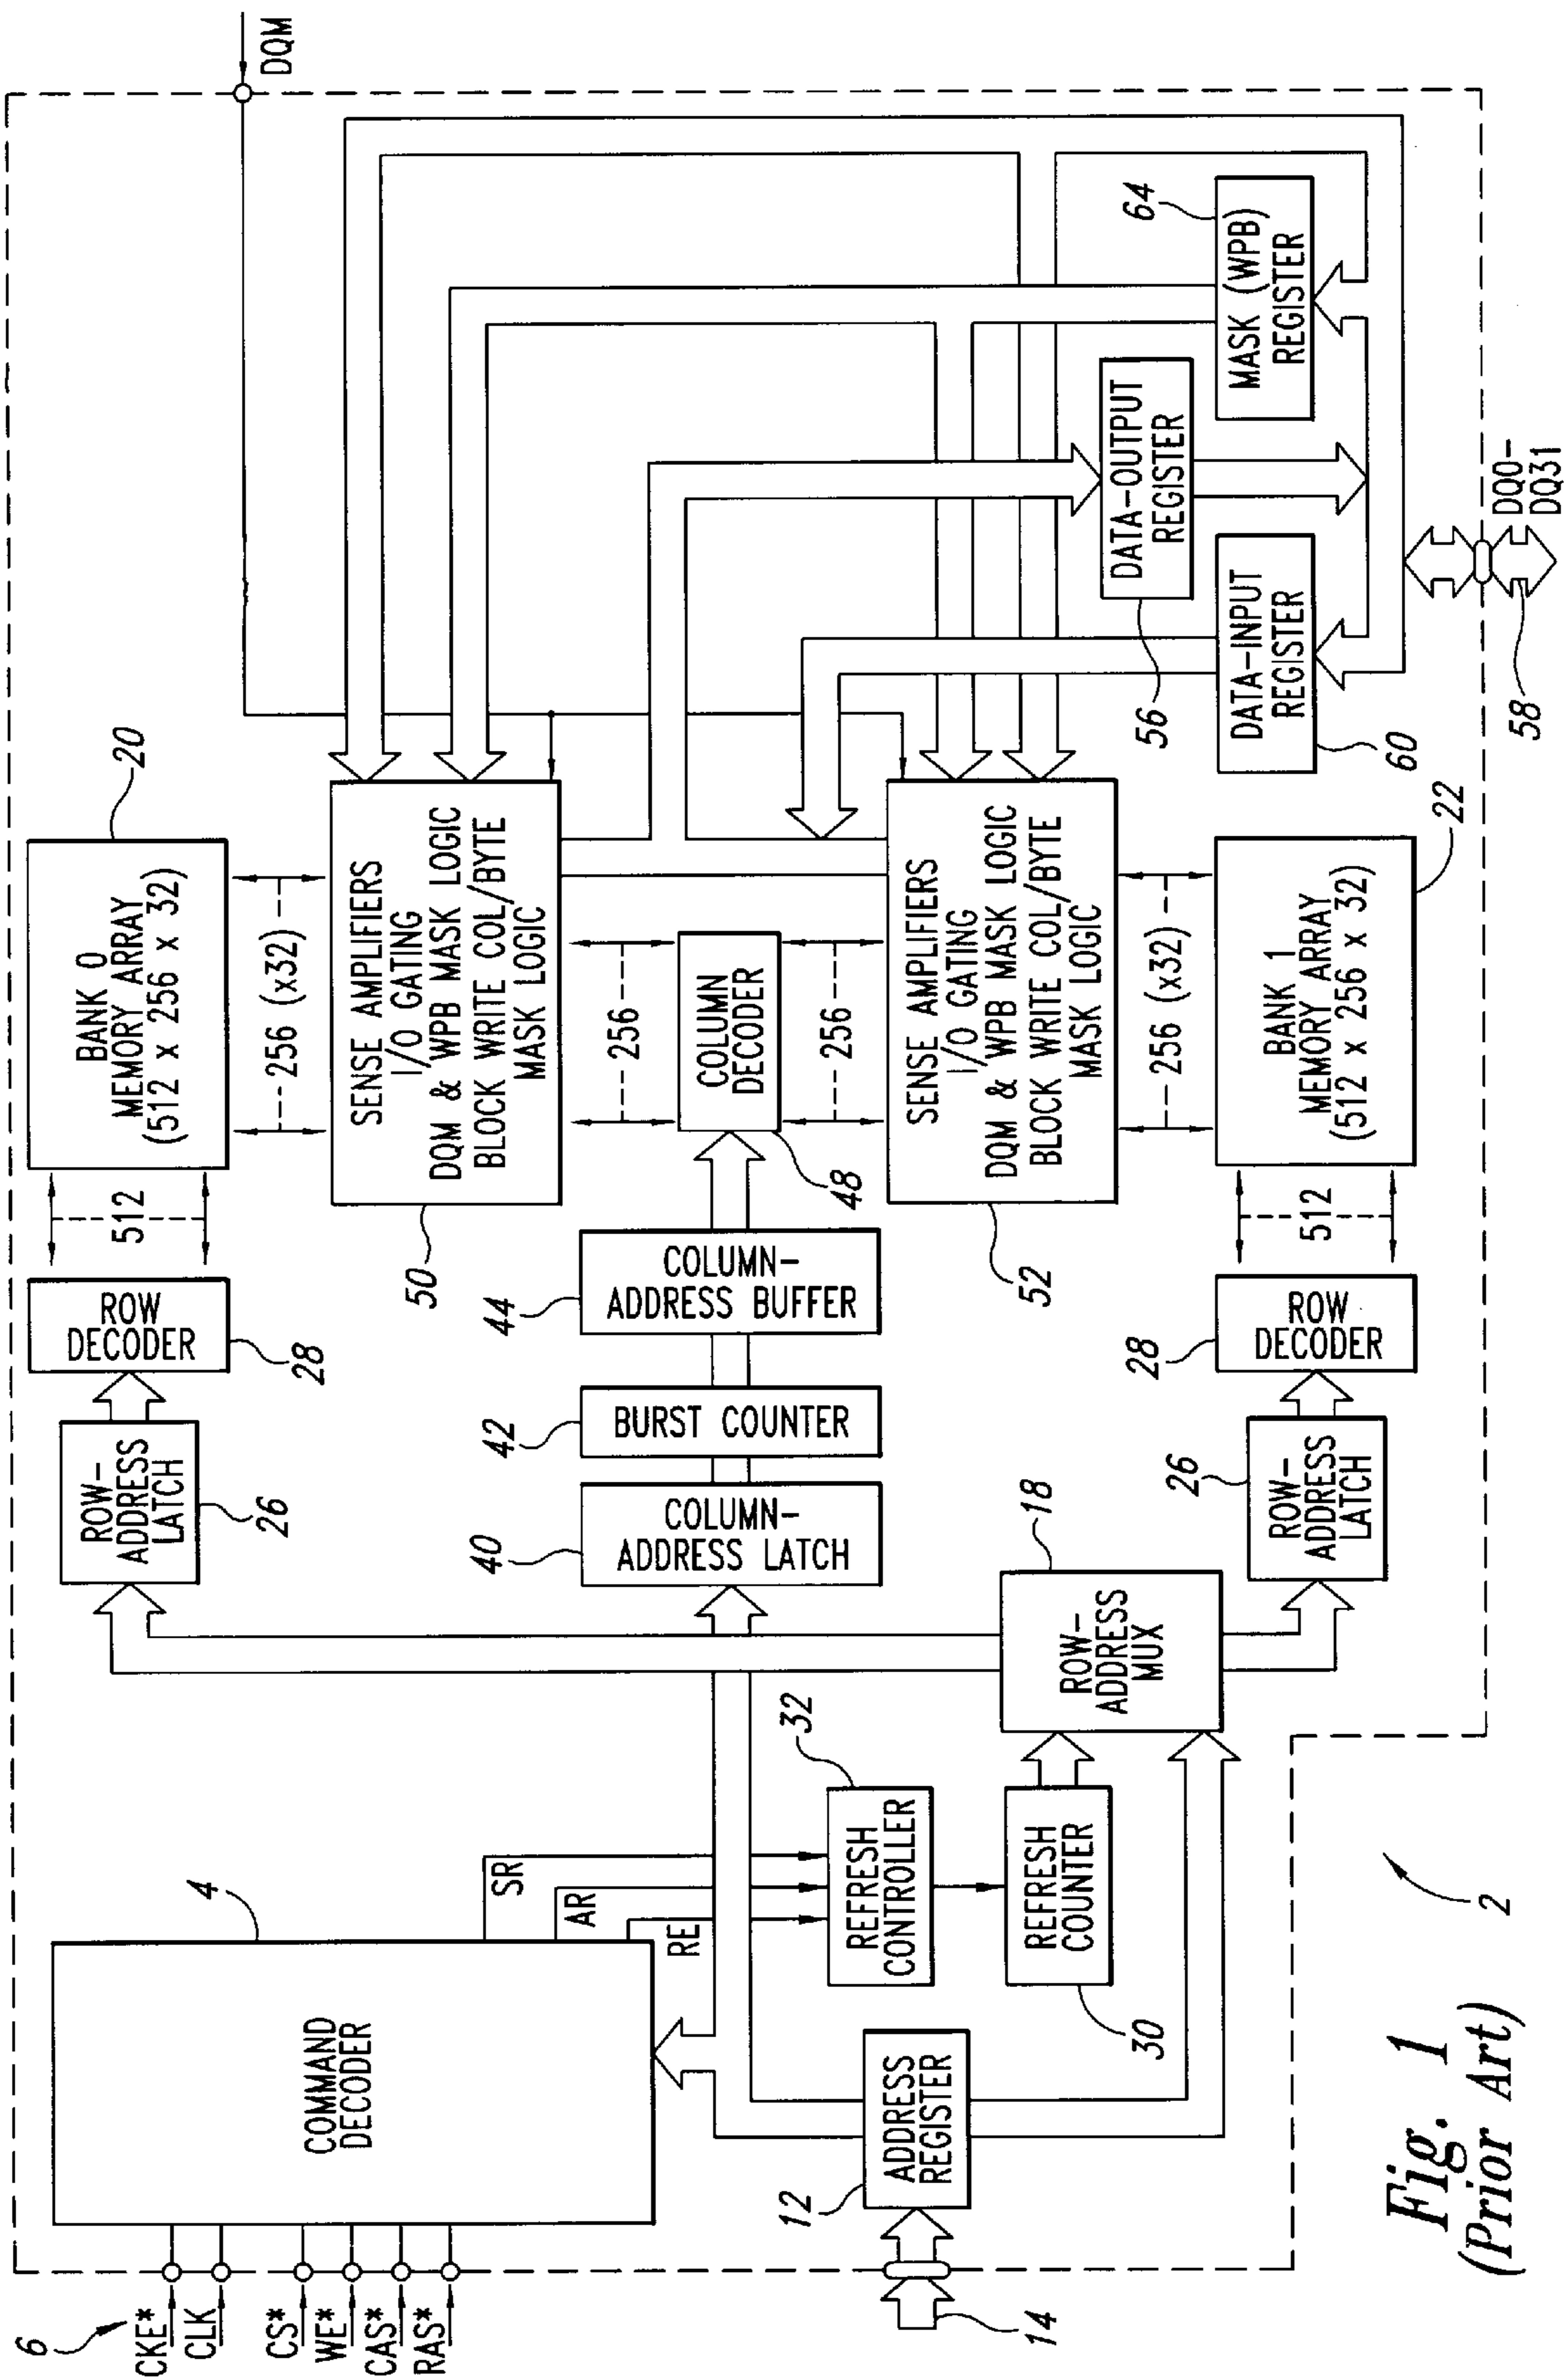 6
CKE*
CLK
CS*
WE*
CAS*
RAS*
14
4
COMMAND
DECODER
SR
AR
RE
12
ADDRESS
REGISTER
32
REFRESH
CONTROLLER
30
REFRESH
COUNTER
18
ROW-
ADDRESS
MUX
ROW-
ADDRESS
LATCH
26
ROW
DECODER
28
512
BANK 0
MEMORY ARRAY
(512 x 256 x 32)
20
256 (x32)
SENSE AMPLIFIERS
I/O GATING
DQM & WPB MASK LOGIC
BLOCK WRITE COL/BYTE
MASK LOGIC
50
256
40
COLUMN-
ADDRESS LATCH
42
BURST COUNTER
44
COLUMN-
ADDRESS BUFFER
COLUMN
DECODER
48
256
SENSE AMPLIFIERS
I/O GATING
DQM & WPB MASK LOGIC
BLOCK WRITE COL/BYTE
MASK LOGIC
52
256 (x32)
26
ROW-
ADDRESS
LATCH
28
ROW
DECODER
512
BANK 1
MEMORY ARRAY
(512 x 256 x 32)
22
DQM
DATA-OUTPUT
REGISTER
56
DATA-INPUT
REGISTER
60
64
MASK (WPB)
REGISTER
DQ0-
DQ31
58
2
Fig. 1
(Prior Art)